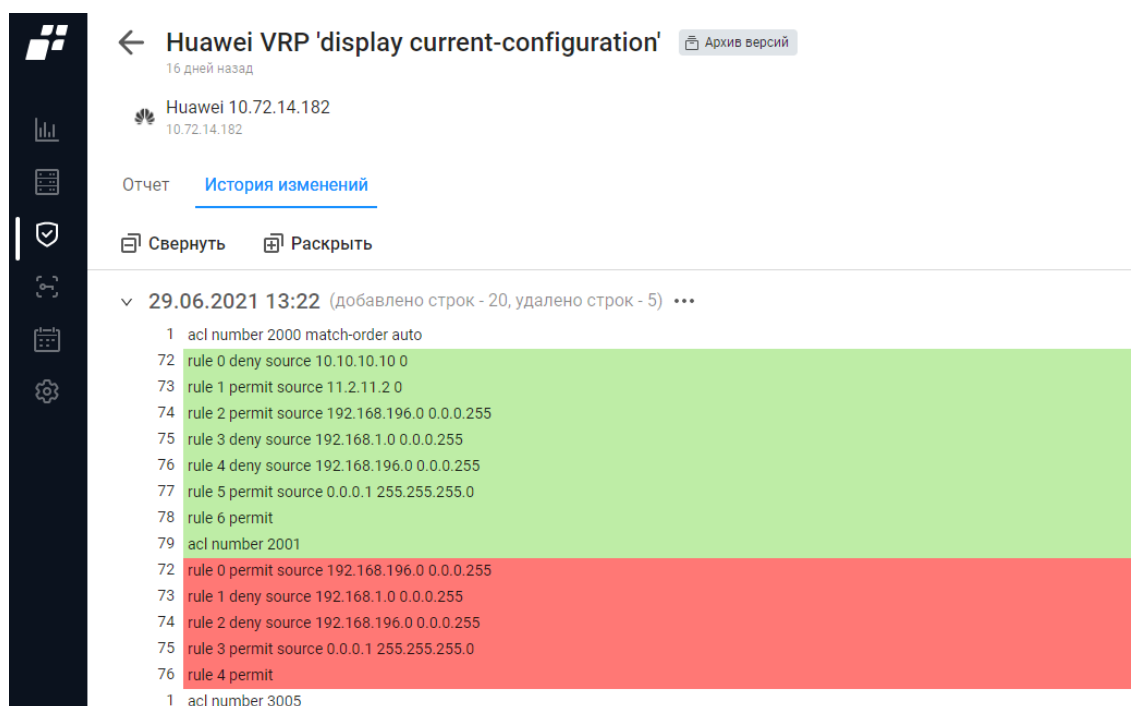 Huawei VRP 'display current-configuration' Архив версий
16 дней назад
Huawei 10.72.14.182
10.72.14.182
Отчет История изменений
Свернуть Раскрыть
29.06.2021 13:22 (добавлено строк - 20, удалено строк - 5) •••
1 acl number 2000 match-order auto
72 rule 0 deny source 10.10.10.10 0
73 rule 1 permit source 11.2.11.2 0
74 rule 2 permit source 192.168.196.0 0.0.0.255
75 rule 3 deny source 192.168.1.0 0.0.0.255
76 rule 4 deny source 192.168.196.0 0.0.0.255
77 rule 5 permit source 0.0.0.1 255.255.255.0
78 rule 6 permit
79 acl number 2001
72 rule 0 permit source 192.168.196.0 0.0.0.255
73 rule 1 deny source 192.168.1.0 0.0.0.255
74 rule 2 deny source 192.168.196.0 0.0.0.255
75 rule 3 permit source 0.0.0.1 255.255.255.0
76 rule 4 permit
1 acl number 3005